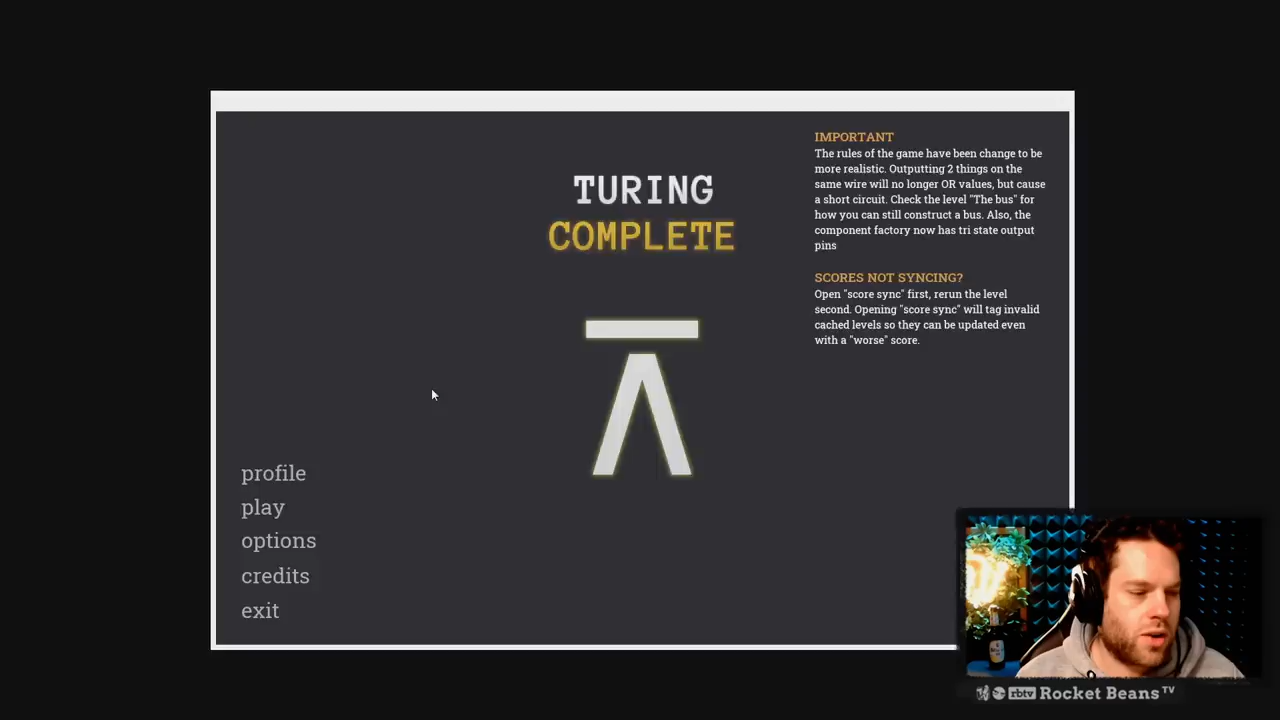 TURING
COMPLETE
IMPORTANT
The rules of the game have been change to be
more realistic. Outputting 2 things on the
same wire will no longer OR values, but cause
a short circuit. Check the level "The bus" for
how you can still construct a bus. Also, the
component factory now has tri state output
pins
SCORES NOT SYNCING?
Open "score sync" first, rerun the level
second. Opening "score sync" will tag invalid
cached levels so they can be updated even
with a "worse" score.
profile
play
options
credits
exit
rbtv Rocket Beans TV